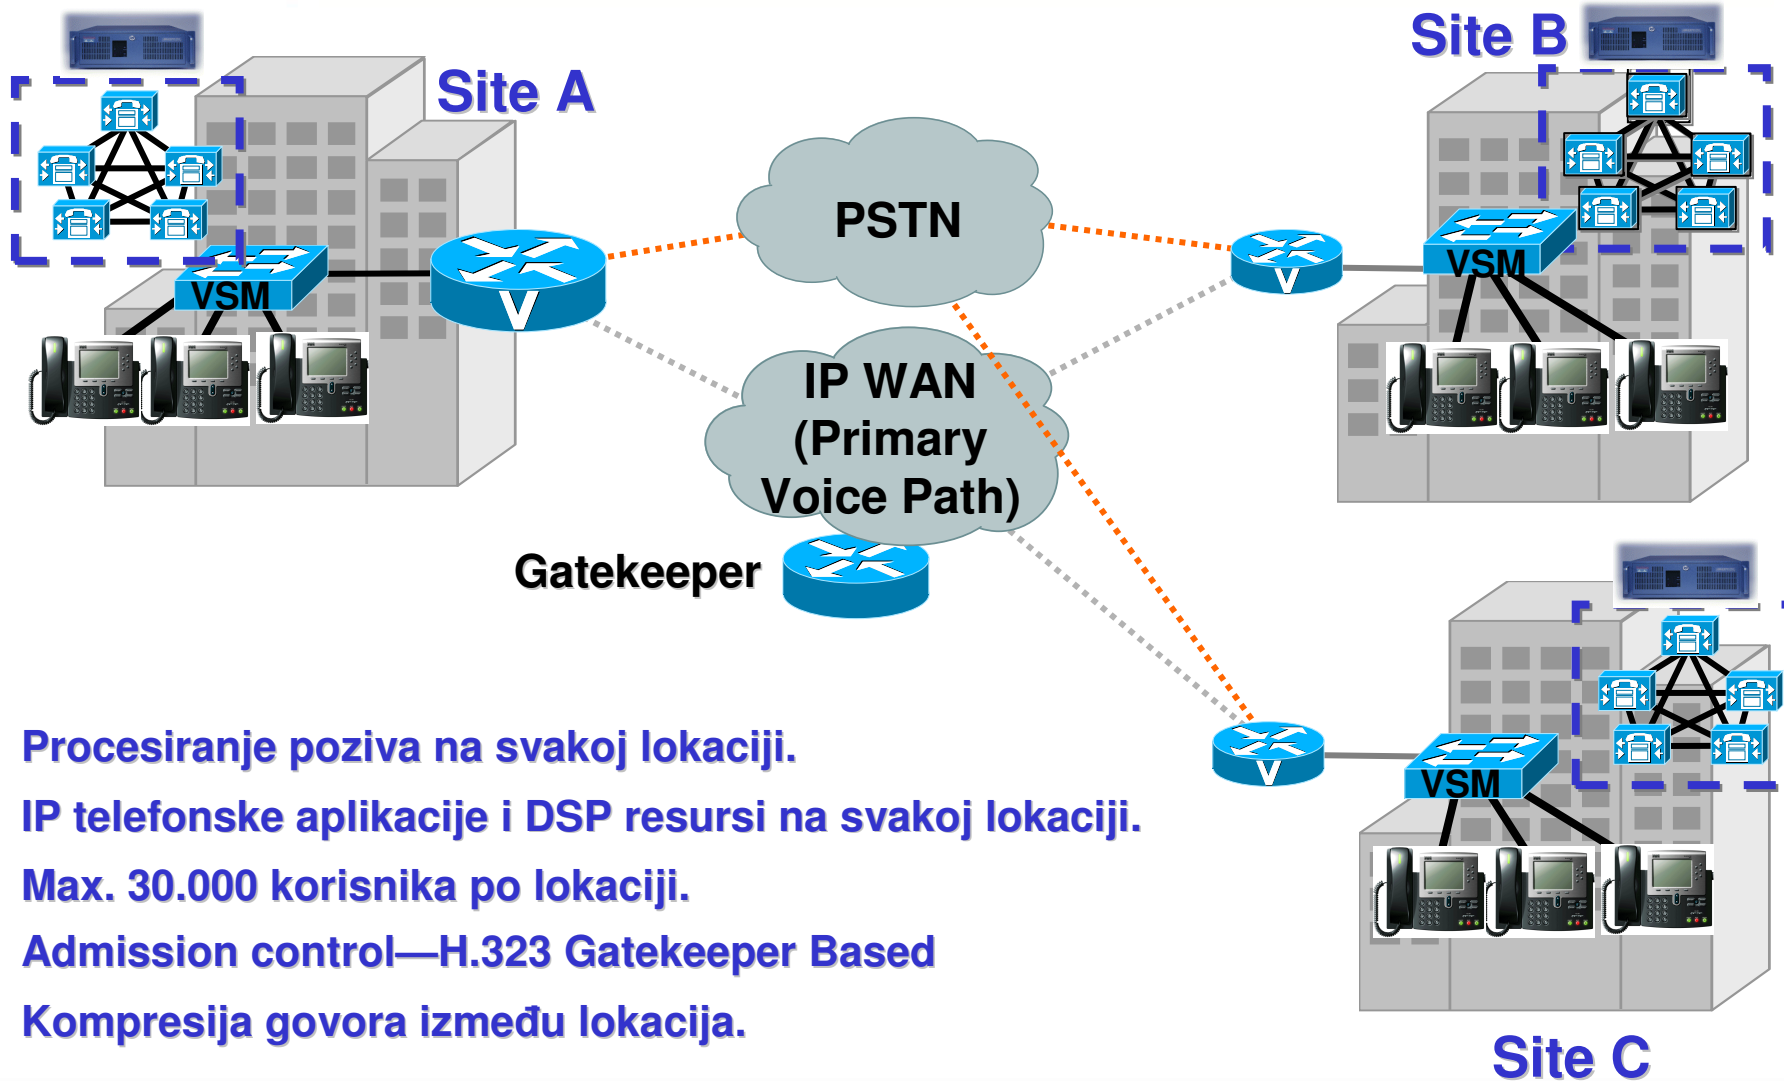 Site B
Site A
PSTN
VSM
VSM
V
V
IP WAN
(Primary
Voice Path)
Gatekeeper
Procesiranje poziva na svakoj lokaciji.
V
VSM
IP telefonske aplikacije i DSP resursi na svakoj lokaciji.
Max. 30.000 korisnika po lokaciji.
Admission control—H.323 Gatekeeper Based
Kompresija govora između lokacija.
Site C